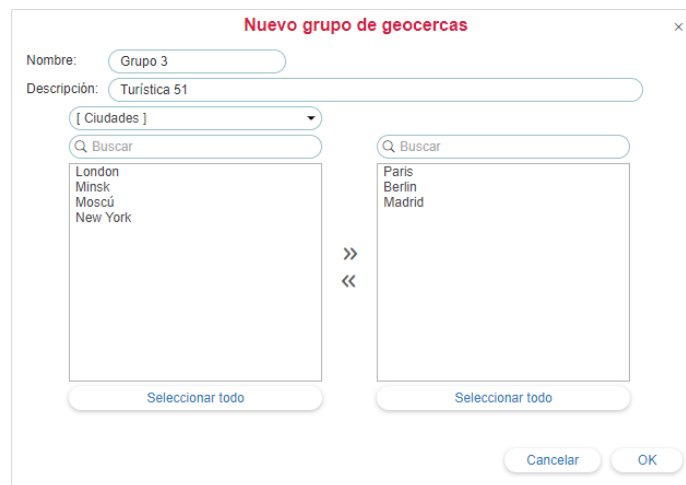 Nuevo grupo de geocercas
×
Nombre: Grupo 3
Descripción: Turística 51
[ Ciudades ]
Buscar
London
Minsk
Moscú
New York
Seleccionar todo
»
«
Buscar
Paris
Berlin
Madrid
Seleccionar todo
Cancelar OK